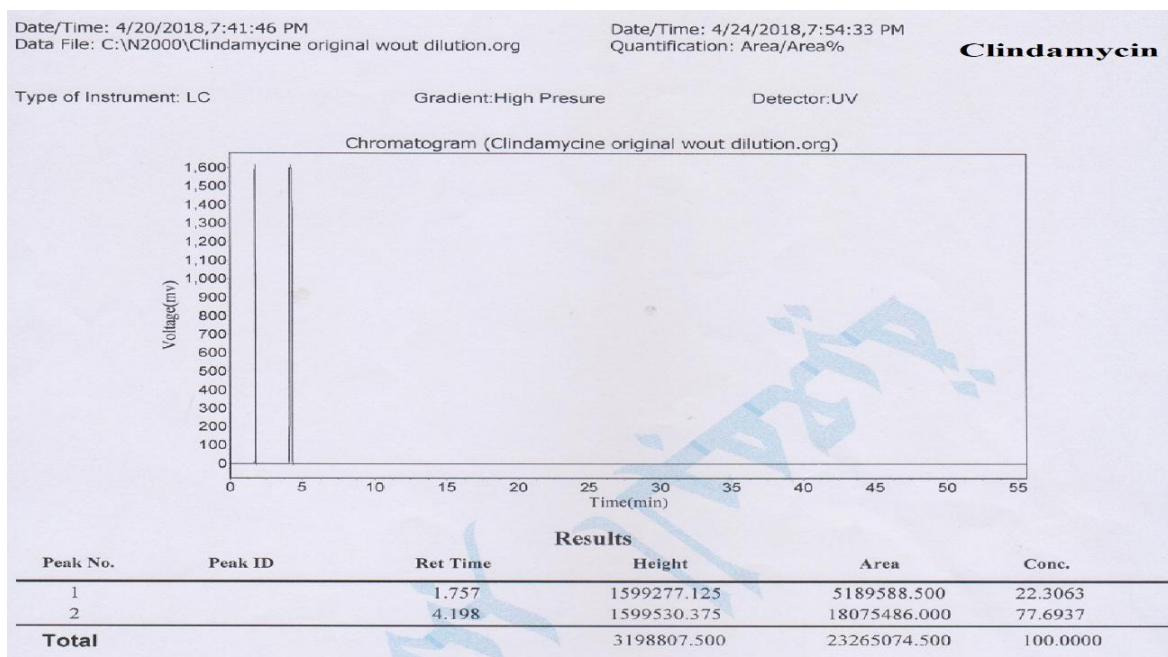 Date/Time: 4/20/2018,7:41:46 PM Date/Time: 4/24/2018,7:54:33 PM
Data File: C:\N2000\Clindamycine original wout dilution.org Quantification: Area/Area%
Clindamycin
Type of Instrument: LC Gradient:High Presure Detector:UV
Chromatogram (Clindamycine original wout dilution.org)
1,600
1,500
1,400
1,300
1,200
1,100
1,000
900
800
700
600
500
400
300
200
100
0
Voltage(mv)
0 5 10 15 20 25 30 35 40 45 50 55
Time(min)
Results
Peak No. Peak ID Ret Time Height Area Conc.
1 1.757 1599277.125 5189588.500 22.3063
2 4.198 1599530.375 18075486.000 77.6937
Total 3198807.500 23265074.500 100.0000